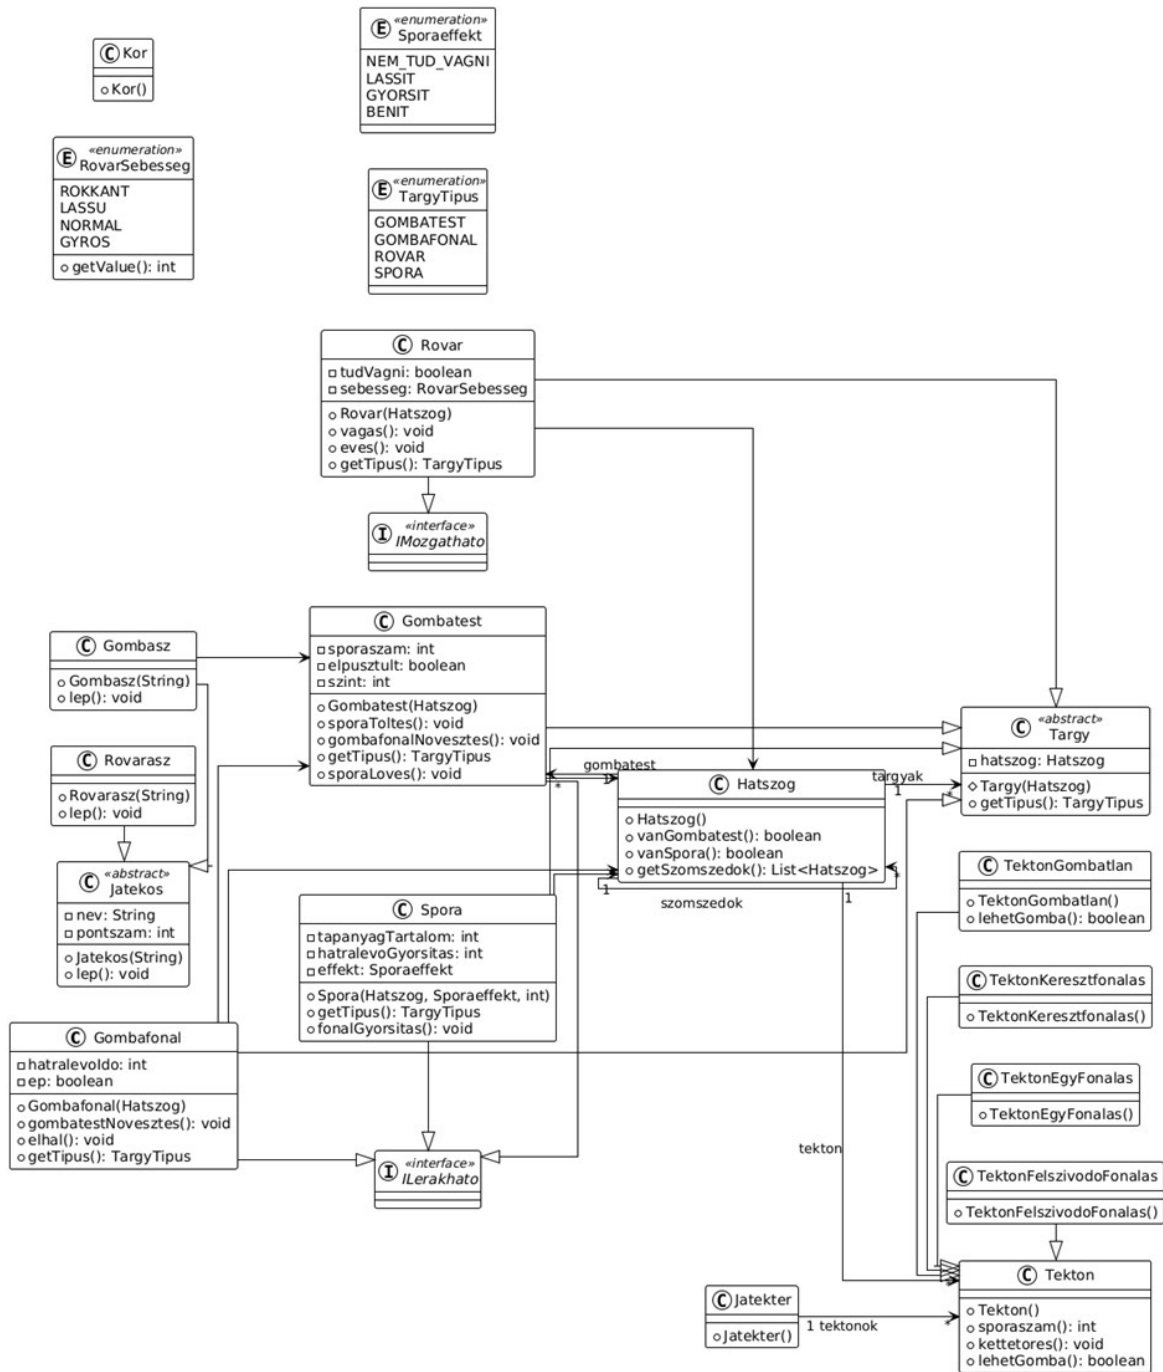 C Kor
Kor()
E «enumeration»
RovarSebesseg
ROKKANT
LASSU
NORMAL
GYROS
getValue(): int
E «enumeration»
Sporaeffekt
NEM_TUD_VAGNI
LASSIT
GYORSIT
BENIT
E «enumeration»
TargyTipus
GOMBATEST
GOMBAFONAL
ROVAR
SPORA
C Rovar
tudVagni: boolean
sebesseg: RovarSebesseg
Rovar(Hatszog)
vagas(): void
eves(): void
getTipus(): TargyTipus
I «interface»
IMozgathato
C Gombasz
Gombasz(String)
lep(): void
C Rovarasz
Rovarasz(String)
lep(): void
C «abstract»
Jatekos
nev: String
pontszam: int
Jatekos(String)
lep(): void
C Gombatest
sporaszam: int
elpusztult: boolean
szint: int
Gombatest(Hatszog)
sporaToltes(): void
gombafonalNovesztes(): void
getTipus(): TargyTipus
sporaLoves(): void
gombatest
1
*
C Hatszog
Hatszog()
vanGombatest(): boolean
vanSpora(): boolean
getSzomszedok(): List<Hatszog>
targyak
1
*
1
szomszedok
*
1
C «abstract»
Targy
hatszog: Hatszog
Targy(Hatszog)
getTipus(): TargyTipus
C Spora
tapanyagTartalom: int
hatralevoGyorsitas: int
effekt: Sporaeffekt
Spora(Hatszog, Sporaeffekt, int)
getTipus(): TargyTipus
fonalGyorsitas(): void
C Gombafonal
hatralevoIdo: int
ep: boolean
Gombafonal(Hatszog)
gombatestNovesztes(): void
elhal(): void
getTipus(): TargyTipus
I «interface»
ILerakhato
C TektonGombatlan
TektonGombatlan()
lehetGomba(): boolean
C TektonKeresztfonalas
TektonKeresztfonalas()
C TektonEgyFonalas
TektonEgyFonalas()
C TektonFelszivodoFonalas
TektonFelszivodoFonalas()
tekton
C Jatekter
Jatekter()
1 tektonok
*
C Tekton
Tekton()
sporaszam(): int
kettetores(): void
lehetGomba(): boolean